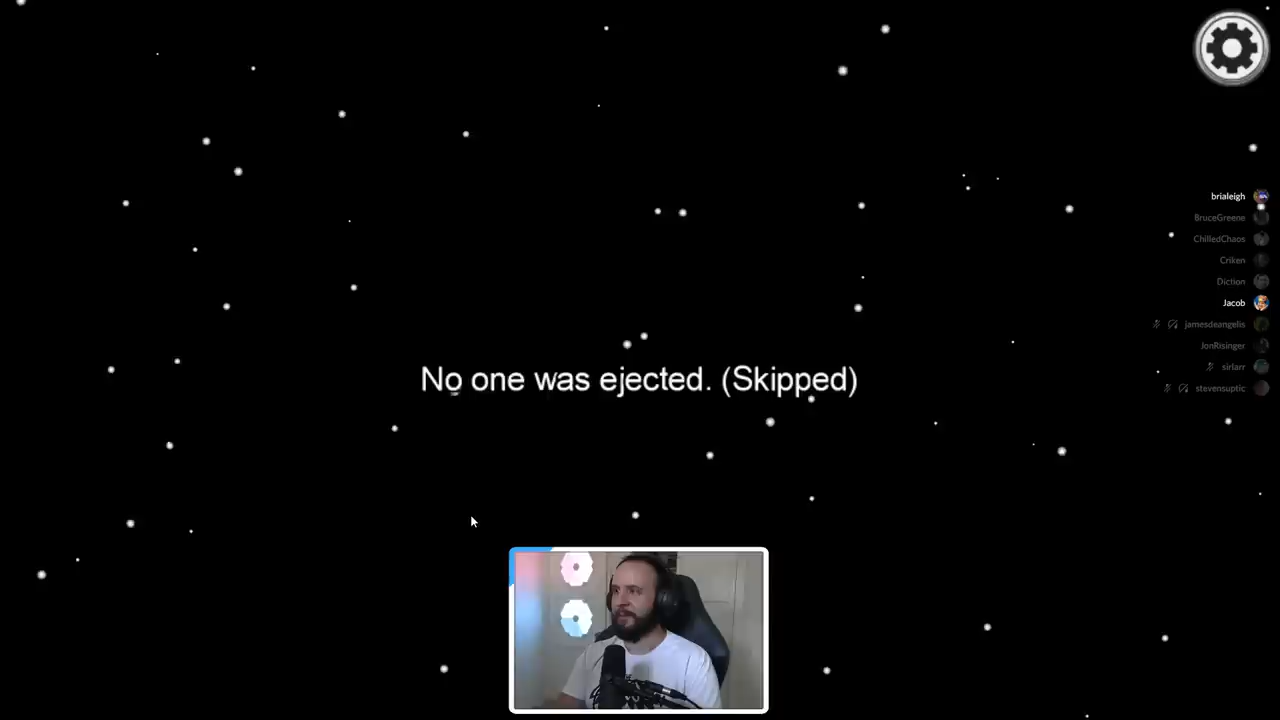 brialeigh
BruceGreene
ChilledChaos
Criken
Diction
Jacob
jamesdeangelis
JonRisinger
sirlarr
stevensuptic
No one was ejected. (Skipped)